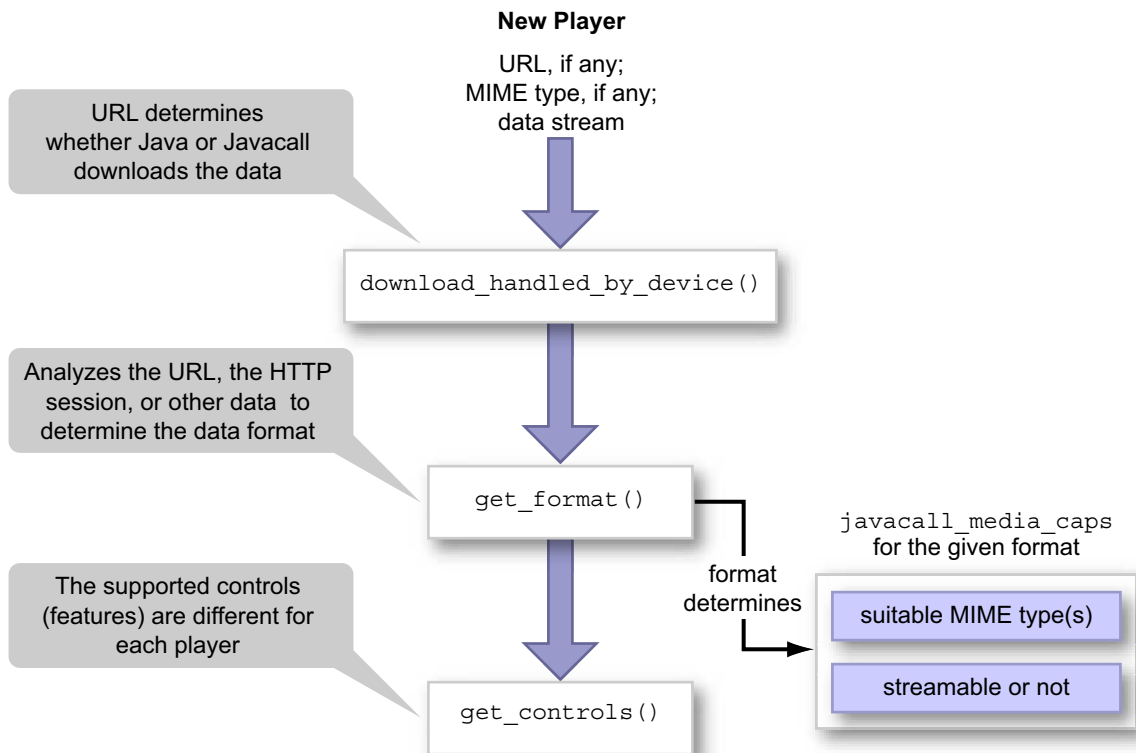 New Player
URL, if any;
MIME type, if any;
data stream
URL determines
whether Java or Javacall
downloads the data
download_handled_by_device()
Analyzes the URL, the HTTP
session, or other data to
determine the data format
get_format()
format
determines
javacall_media_caps
for the given format
suitable MIME type(s)
streamable or not
The supported controls
(features) are different for
each player
get_controls()